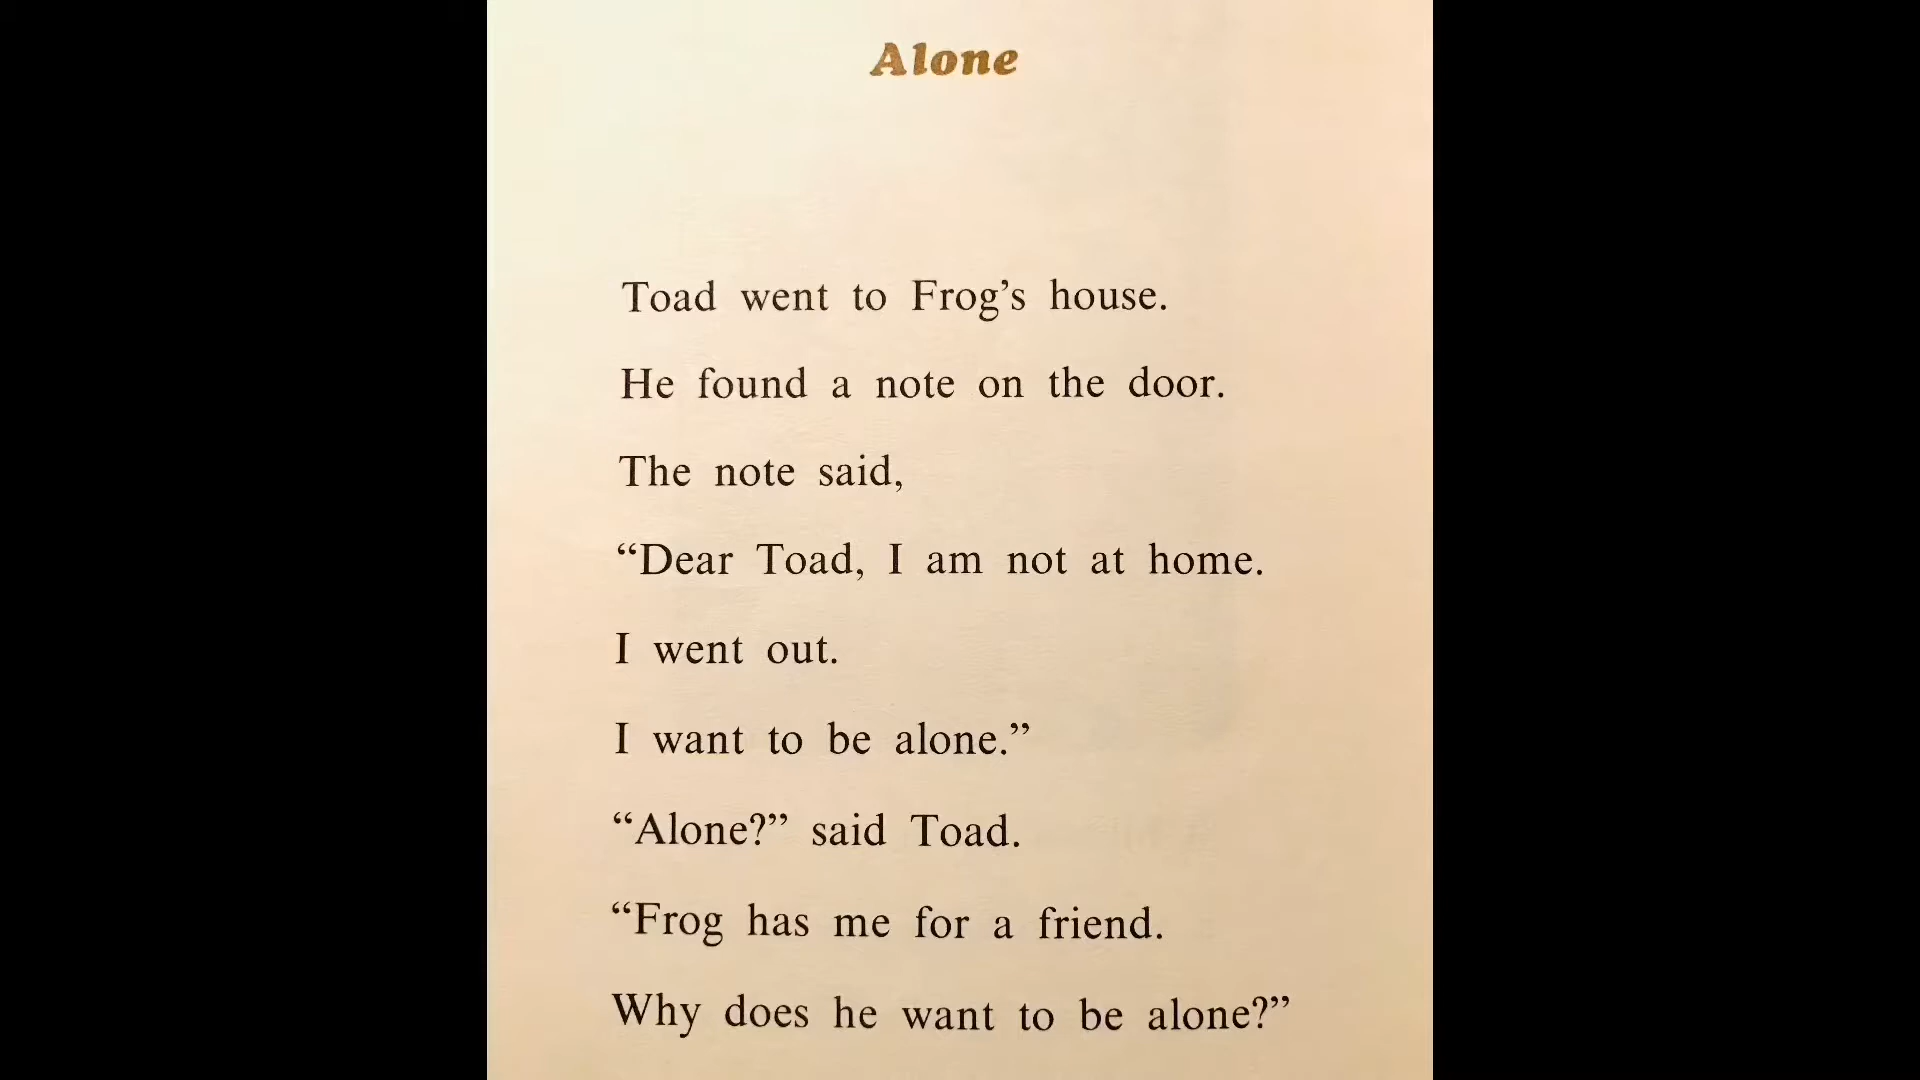 Alone
Toad went to Frog’s house.
He found a note on the door.
The note said,
“Dear Toad, I am not at home.
I went out.
I want to be alone.”
“Alone?” said Toad.
“Frog has me for a friend.
Why does he want to be alone?”